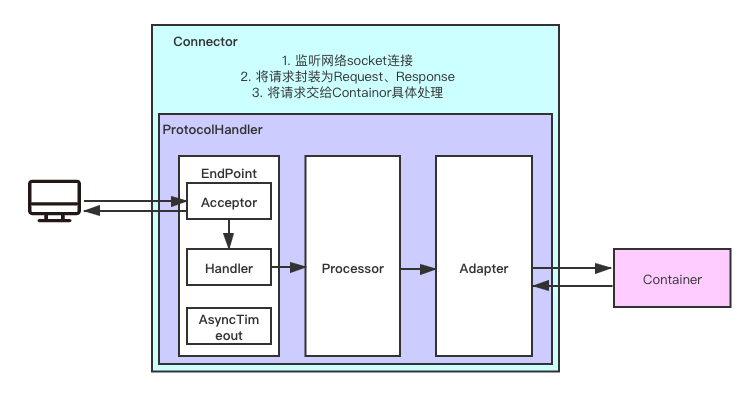 Connector
1. 监听网络socket连接
2. 将请求封装为Request、Response
3. 将请求交给Containor具体处理
ProtocolHandler
EndPoint
Acceptor
Handler
AsyncTim
eout
Processor
Adapter
Container